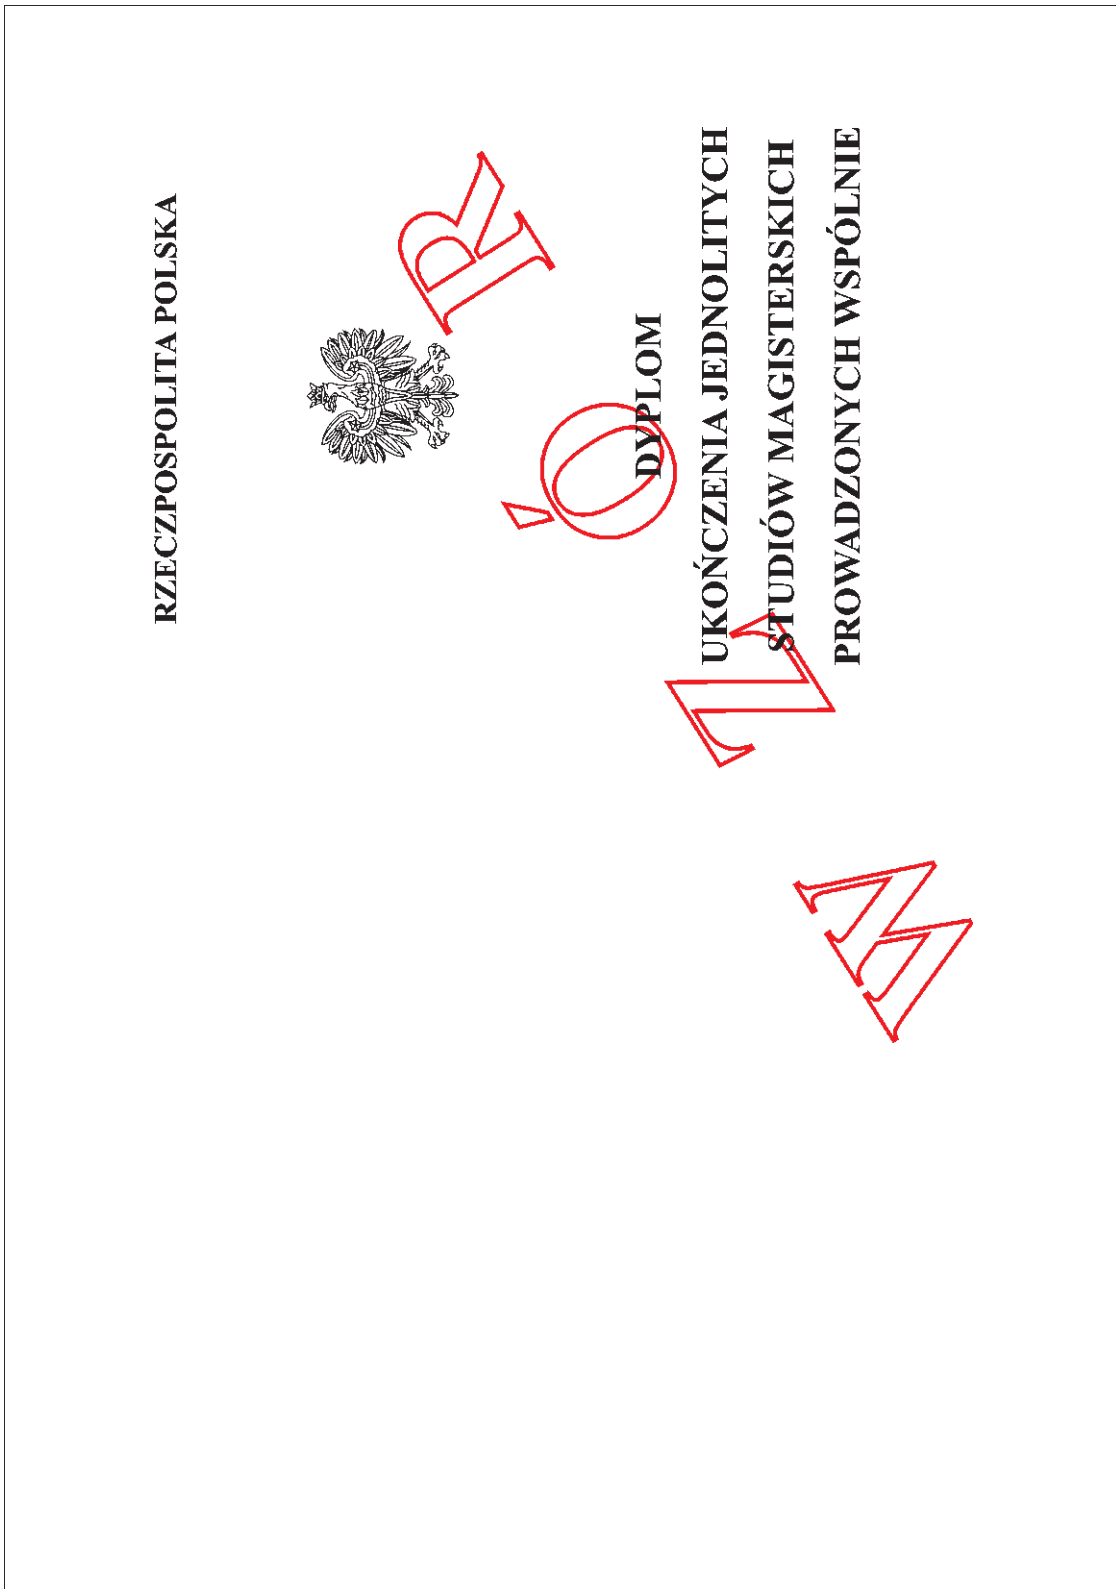 RZECZPOSPOLITA POLSKA
DYPLOM
UKOŃCZENIA JEDNOLITYCH
STUDIÓW MAGISTERSKICH
PROWADZONYCH WSPÓLNIE
WZÓR